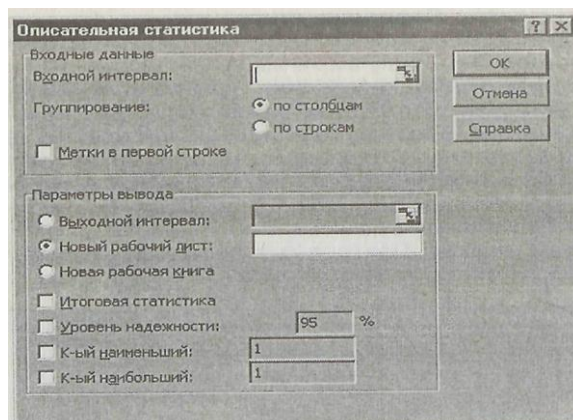 Описательная статистика
Входные данные
Входной интервал:
Группирование:
по столбцам
по строкам
Метки в первой строке
OK
Отмена
Справка
Параметры вывода
Выходной интервал:
Новый рабочий лист:
Новая рабочая книга
Итоговая статистика
Уровень надежности:
95 %
К-ый наименьший:
1
К-ый наибольший:
1